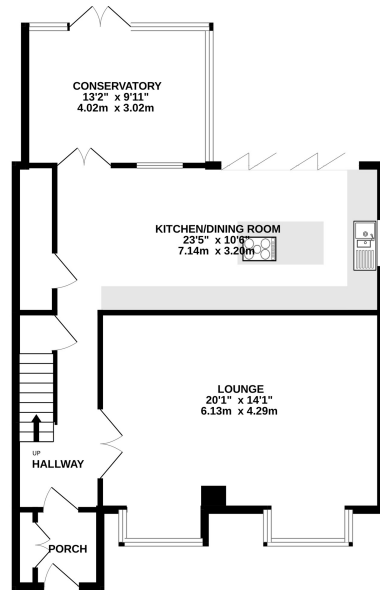 CONSERVATORY
13'2" x 9'11"
4.02m x 3.02m
KITCHEN/DINING ROOM
23'5" x 10'6"
7.14m x 3.20m
LOUNGE
20'1" x 14'1"
6.13m x 4.29m
UP
HALLWAY
PORCH